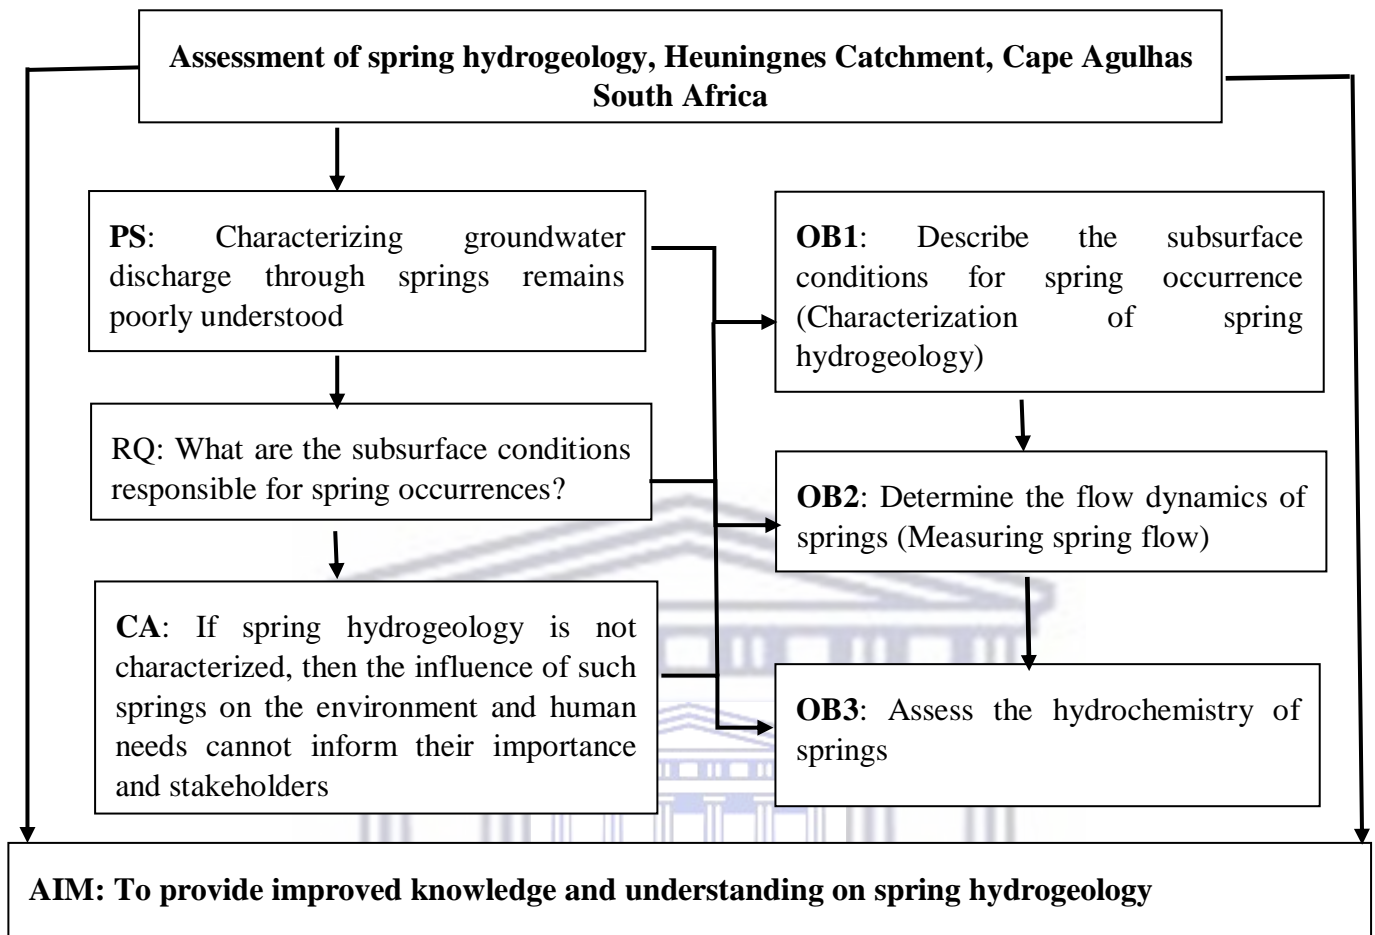 Assessment of spring hydrogeology, Heuningnes Catchment, Cape Agulhas
South Africa
PS: Characterizing groundwater
discharge through springs remains
poorly understood
RQ: What are the subsurface conditions
responsible for spring occurrences?
CA: If spring hydrogeology is not
characterized, then the influence of such
springs on the environment and human
needs cannot inform their importance
and stakeholders
OB1: Describe the subsurface
conditions for spring occurrence
(Characterization of spring
hydrogeology)
OB2: Determine the flow dynamics of
springs (Measuring spring flow)
OB3: Assess the hydrochemistry of
springs
AIM: To provide improved knowledge and understanding on spring hydrogeology